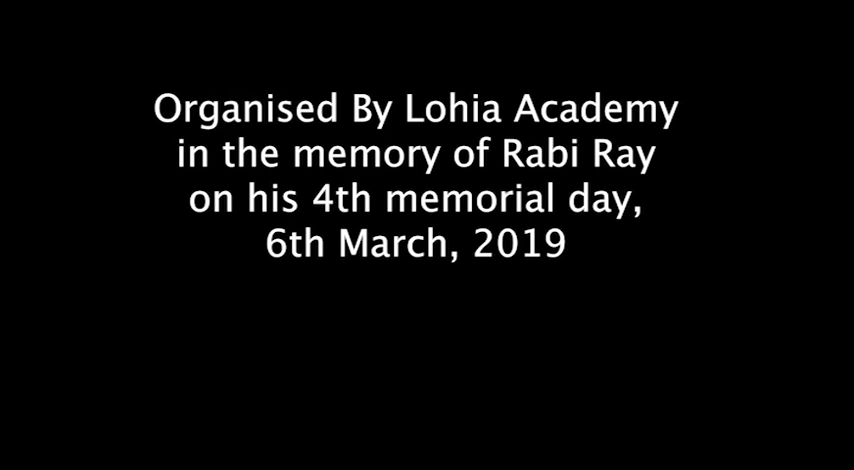 Organised By Lohia Academy
in the memory of Rabi Ray
on his 4th memorial day,
6th March, 2019